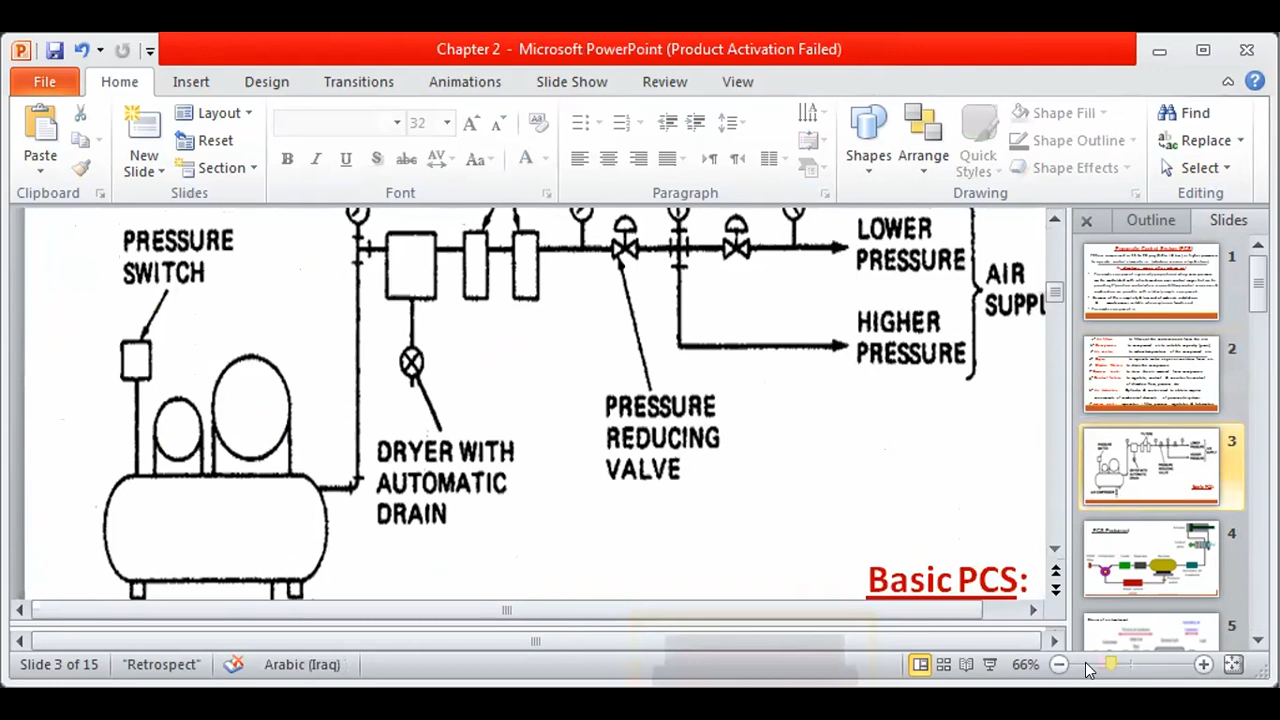 Chapter 2 - Microsoft PowerPoint (Product Activation Failed)
File Home Insert Design Transitions Animations Slide Show Review View
Paste
Clipboard
New
Slide
Layout
Reset
Section
Slides
32
B I U S abc AV Aa A
Font
Paragraph
Shapes
Arrange
Quick
Styles
Shape Fill
Shape Outline
Shape Effects
Drawing
Find
Replace
Select
Editing
PRESSURE
SWITCH
DRYER WITH
AUTOMATIC
DRAIN
PRESSURE
REDUCING
VALVE
LOWER
PRESSURE
HIGHER
PRESSURE
AIR
SUPPL
Basic PCS:
Outline Slides
1
2
3
4
5
Slide 3 of 15 "Retrospect" Arabic (Iraq) 66%